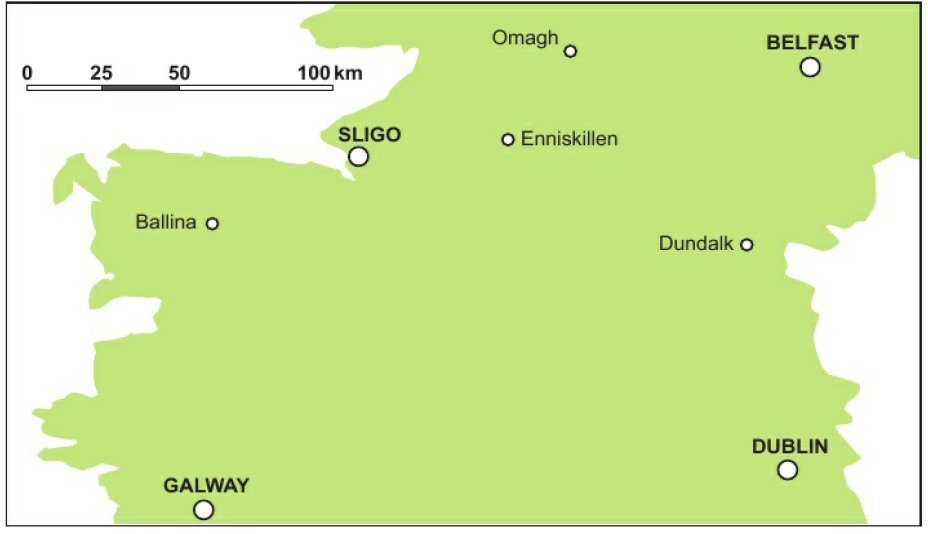 Omagh
BELFAST
0 25 50 100 km
SLIGO
Enniskillen
Ballina
Dundalk
DUBLIN
GALWAY